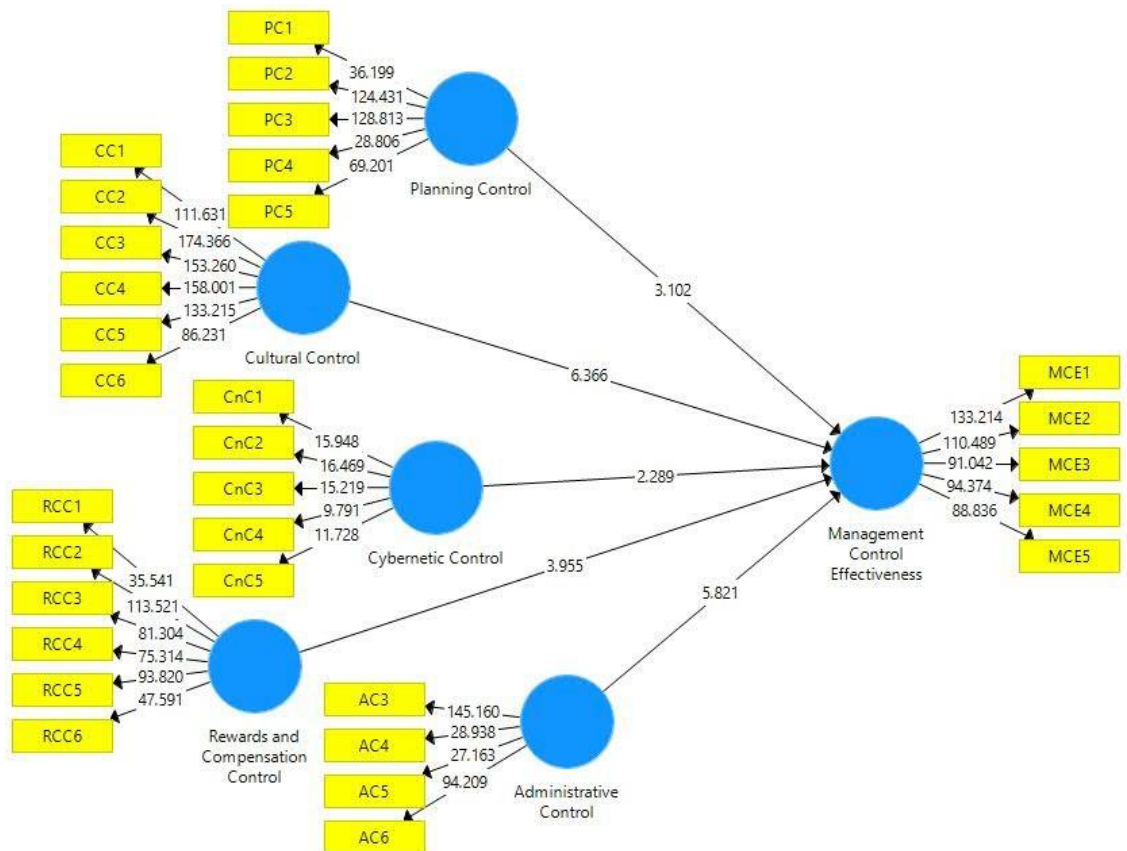 PC1
PC2
PC3
PC4
PC5
36.199
124.431
128.813
28.806
69.201
Planning Control
CC1
CC2
CC3
CC4
CC5
CC6
111.631
174.366
153.260
158.001
133.215
86.231
Cultural Control
CnC1
CnC2
CnC3
CnC4
CnC5
15.948
16.469
15.219
9.791
11.728
Cybernetic Control
RCC1
RCC2
RCC3
RCC4
RCC5
RCC6
35.541
113.521
81.304
75.314
93.820
47.591
Rewards and
Compensation
Control
AC3
AC4
AC5
AC6
145.160
28.938
27.163
94.209
Administrative
Control
3.102
6.366
2.289
3.955
5.821
Management
Control
Effectiveness
133.214
110.489
91.042
94.374
88.836
MCE1
MCE2
MCE3
MCE4
MCE5